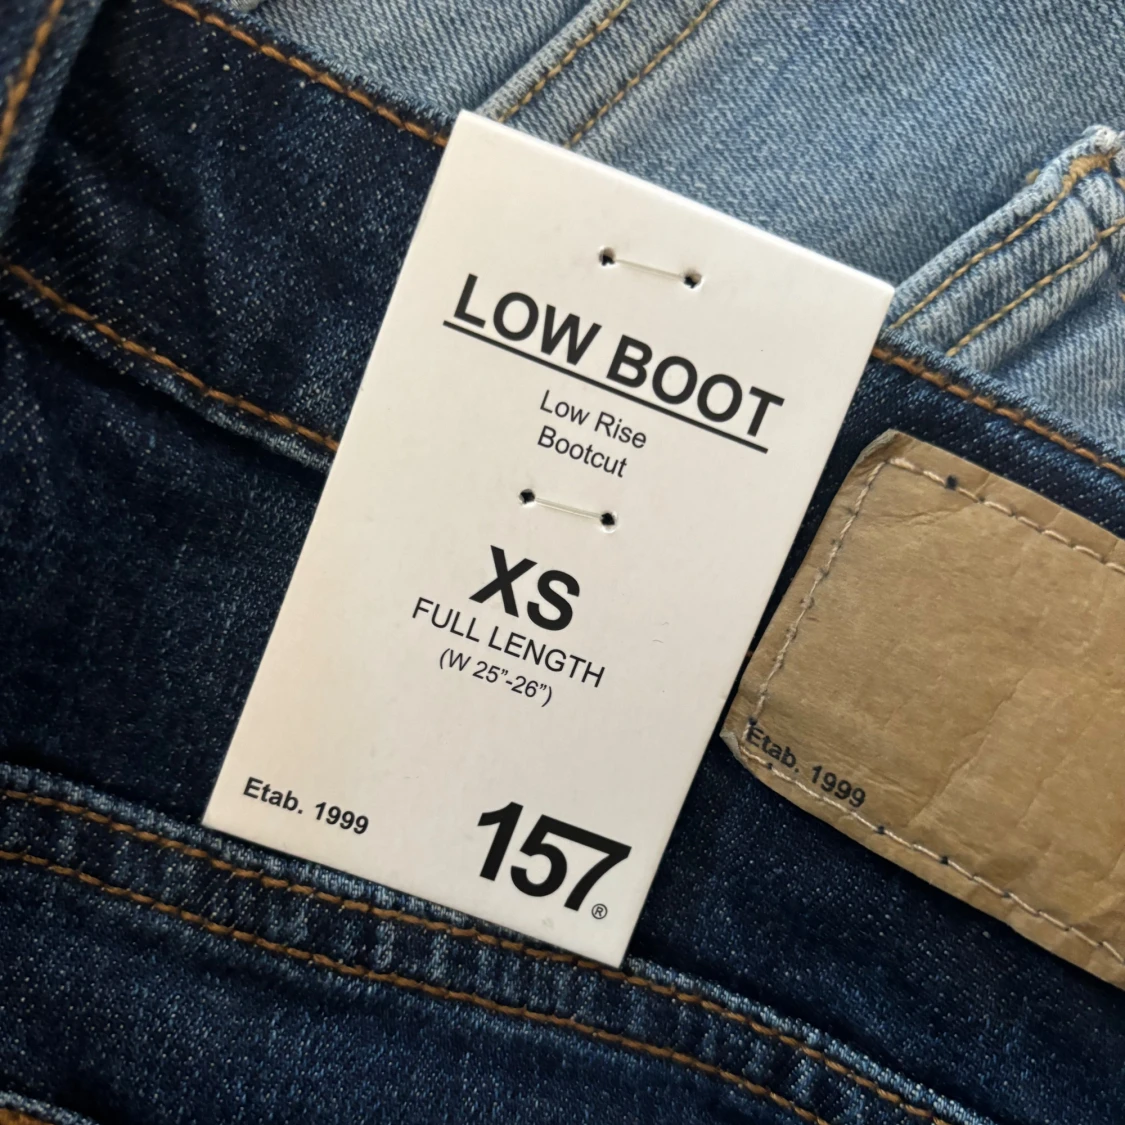 LOW BOOT
Low Rise
Bootcut
XS
FULL LENGTH
(W 25”-26”)
Etab. 1999
157®
Etab. 1999